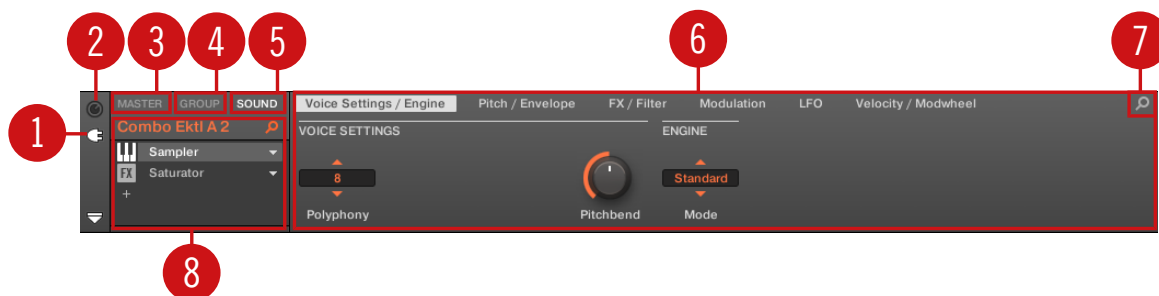 2 3 4 5 6 7
MASTER GROUP SOUND Voice Settings / Engine Pitch / Envelope FX / Filter Modulation LFO Velocity / Modwheel
1
Combo Ektl A 2 VOICE SETTINGS ENGINE
Sampler
FX Saturator 8 Standard
+
Polyphony Pitchbend Mode
8